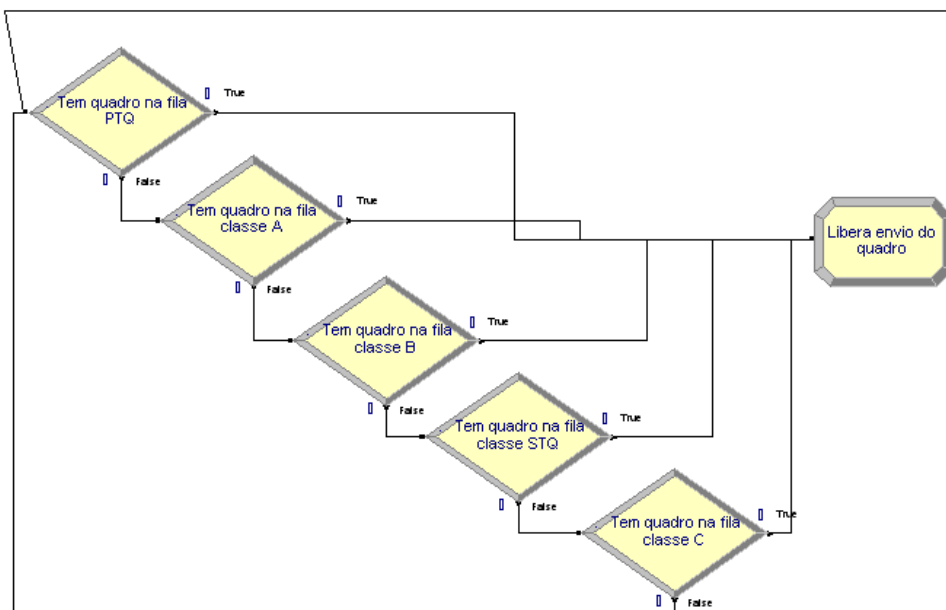 Tem quadro na fila
PTQ
True
False
Tem quadro na fila
classe A
True
False
Tem quadro na fila
classe B
True
False
Tem quadro na fila
classe STQ
True
False
Tem quadro na fila
classe C
True
False
Libera envio do
quadro